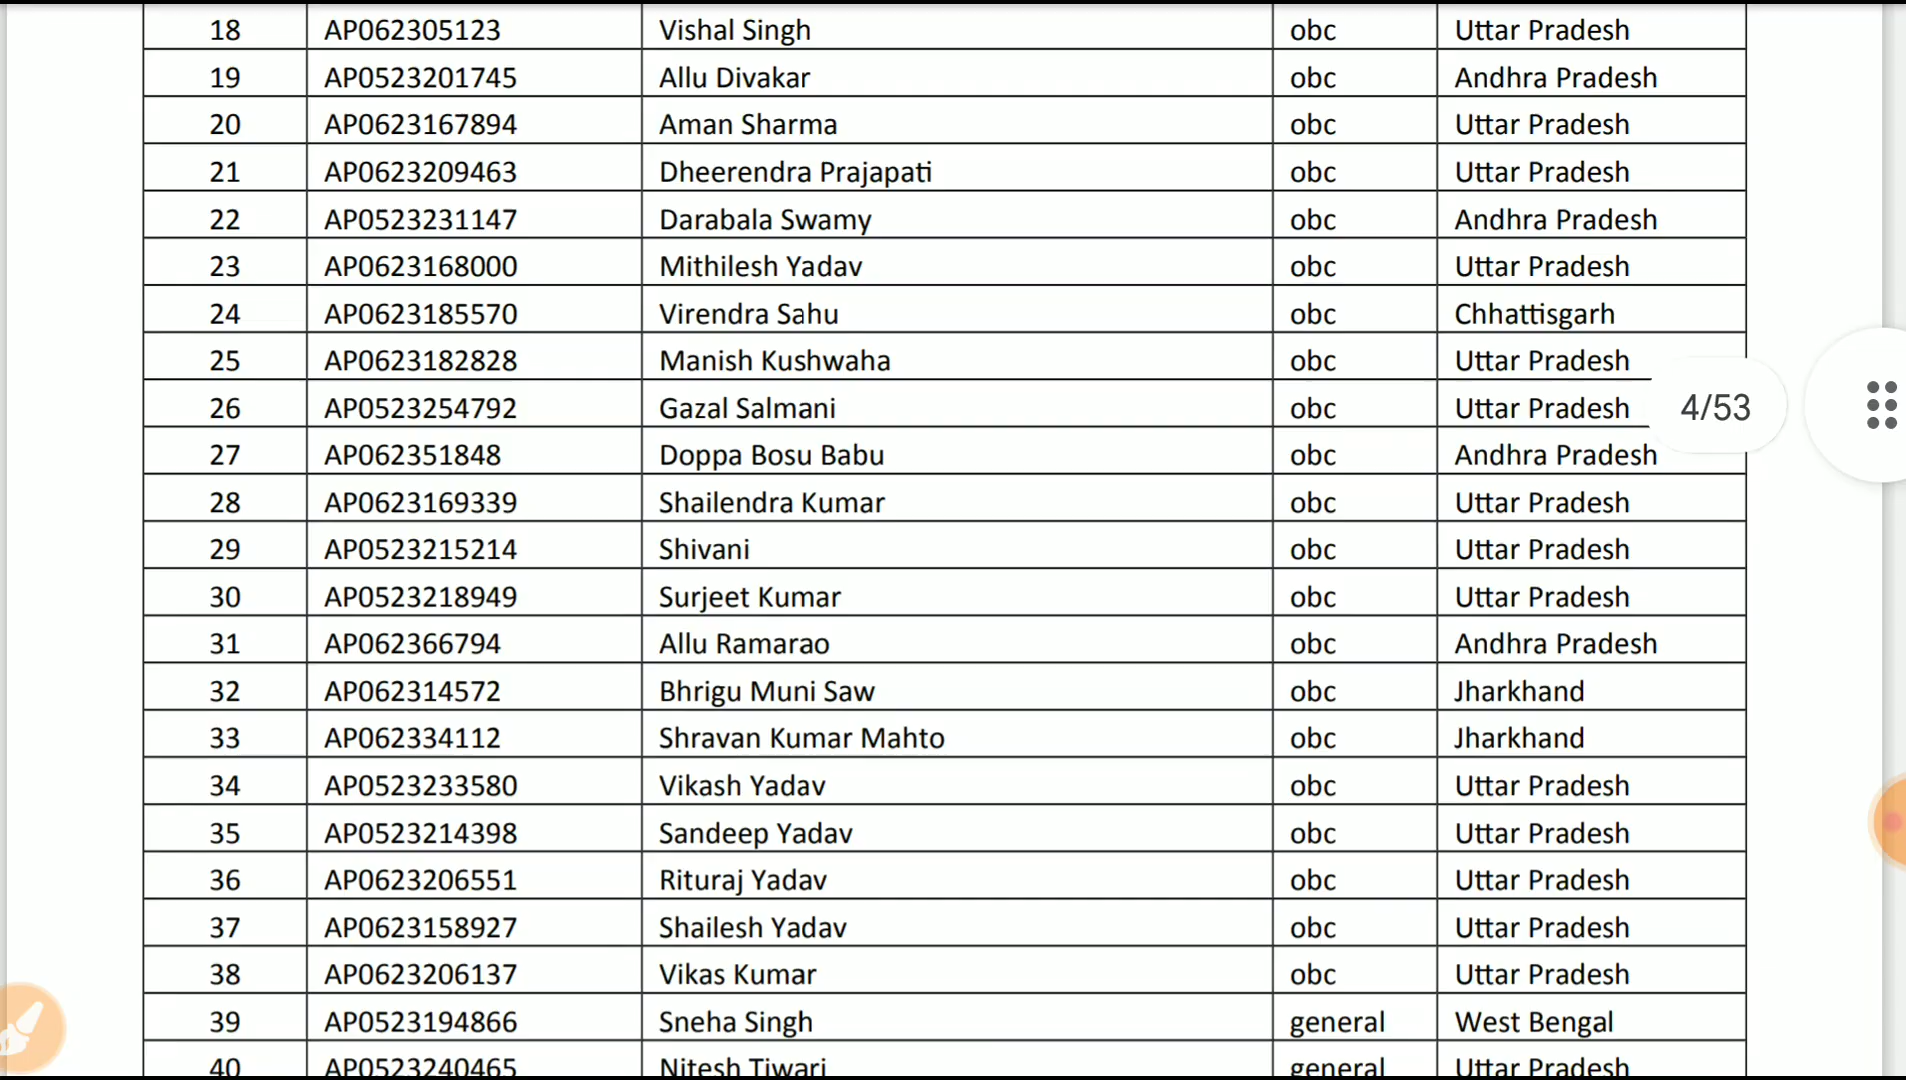 18 AP062305123 Vishal Singh obc Uttar Pradesh
19 AP0523201745 Allu Divakar obc Andhra Pradesh
20 AP0623167894 Aman Sharma obc Uttar Pradesh
21 AP0623209463 Dheerendra Prajapati obc Uttar Pradesh
22 AP0523231147 Darabala Swamy obc Andhra Pradesh
23 AP0623168000 Mithilesh Yadav obc Uttar Pradesh
24 AP0623185570 Virendra Sahu obc Chhattisgarh
25 AP0623182828 Manish Kushwaha obc Uttar Pradesh
26 AP0523254792 Gazal Salmani obc Uttar Pradesh 4/53
27 AP062351848 Doppa Bosu Babu obc Andhra Pradesh
28 AP0623169339 Shailendra Kumar obc Uttar Pradesh
29 AP0523215214 Shivani obc Uttar Pradesh
30 AP0523218949 Surjeet Kumar obc Uttar Pradesh
31 AP062366794 Allu Ramarao obc Andhra Pradesh
32 AP062314572 Bhrigu Muni Saw obc Jharkhand
33 AP062334112 Shravan Kumar Mahto obc Jharkhand
34 AP0523233580 Vikash Yadav obc Uttar Pradesh
35 AP0523214398 Sandeep Yadav obc Uttar Pradesh
36 AP0623206551 Rituraj Yadav obc Uttar Pradesh
37 AP0623158927 Shailesh Yadav obc Uttar Pradesh
38 AP0623206137 Vikas Kumar obc Uttar Pradesh
39 AP0523194866 Sneha Singh general West Bengal
40 AP0523240465 Nitesh Tiwari general Uttar Pradesh